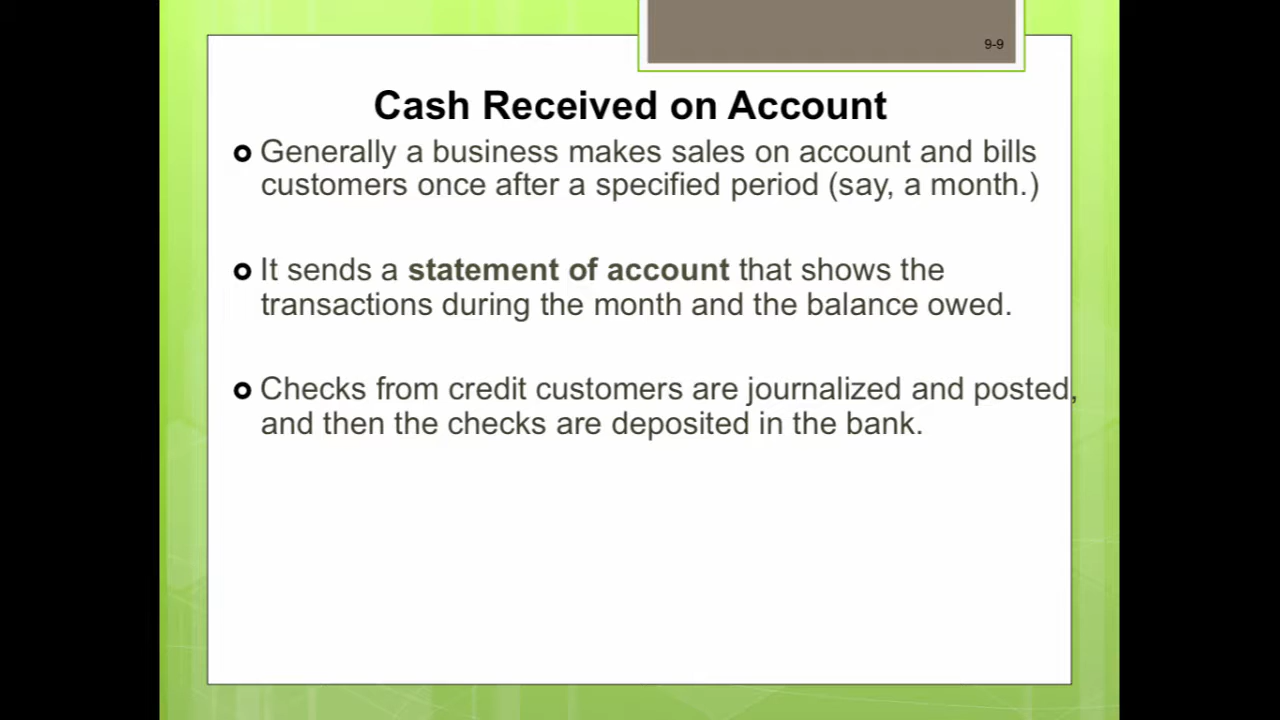 9-9
Cash Received on Account
Generally a business makes sales on account and bills
customers once after a specified period (say, a month.)
It sends a statement of account that shows the
transactions during the month and the balance owed.
Checks from credit customers are journalized and posted,
and then the checks are deposited in the bank.